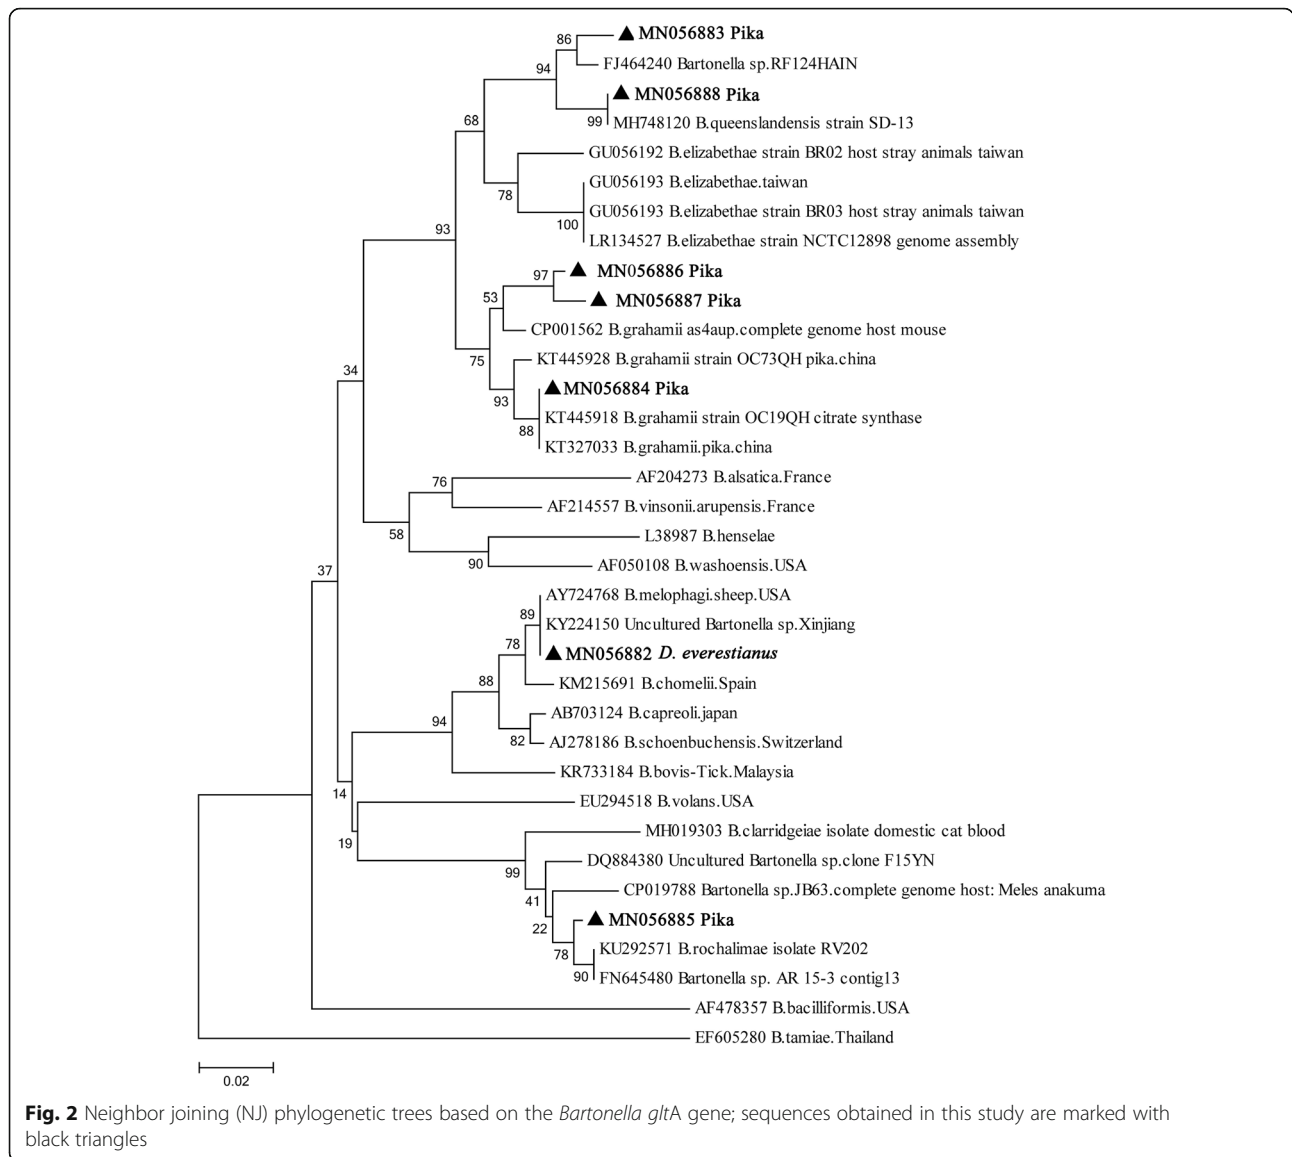 86 ▲ MN056883 Pika
FJ464240 Bartonella sp.RF124HAIN
94
▲ MN056888 Pika
99 MH748120 B.queenslandensis strain SD-13
68
GU056192 B.elizabethae strain BR02 host stray animals taiwan
GU056193 B.elizabethae.taiwan
78
GU056193 B.elizabethae strain BR03 host stray animals taiwan
100
LR134527 B.elizabethae strain NCTC12898 genome assembly
93
97 ▲ MN056886 Pika
53 ▲ MN056887 Pika
CP001562 B.grahamii as4aup.complete genome host mouse
75 KT445928 B.grahamii strain OC73QH pika.china
34
▲ MN056884 Pika
93
KT445918 B.grahamii strain OC19QH citrate synthase
88
KT327033 B.grahamii.pika.china
76 AF204273 B.alsatica.France
AF214557 B.vinsonii.arupensis.France
58 L38987 B.henselae
90 AF050108 B.washoensis.USA
37
AY724768 B.melophagi.sheep.USA
89
KY224150 Uncultured Bartonella sp.Xinjiang
78
▲ MN056882 D. everestianus
88 KM215691 B.chomelii.Spain
AB703124 B.capreoli.japan
94
82 AJ278186 B.schoenbuchensis.Switzerland
KR733184 B.bovis-Tick.Malaysia
14
EU294518 B.volans.USA
MH019303 B.clarridgeiae isolate domestic cat blood
19
DQ884380 Uncultured Bartonella sp.clone F15YN
99
CP019788 Bartonella sp.JB63.complete genome host: Meles anakuma
41
▲ MN056885 Pika
22
KU292571 B.rochalimae isolate RV202
78
90 FN645480 Bartonella sp. AR 15-3 contig13
AF478357 B.bacilliformis.USA
EF605280 B.tamiae.Thailand
0.02
Fig. 2 Neighbor joining (NJ) phylogenetic trees based on the Bartonella gltA gene; sequences obtained in this study are marked with
black triangles